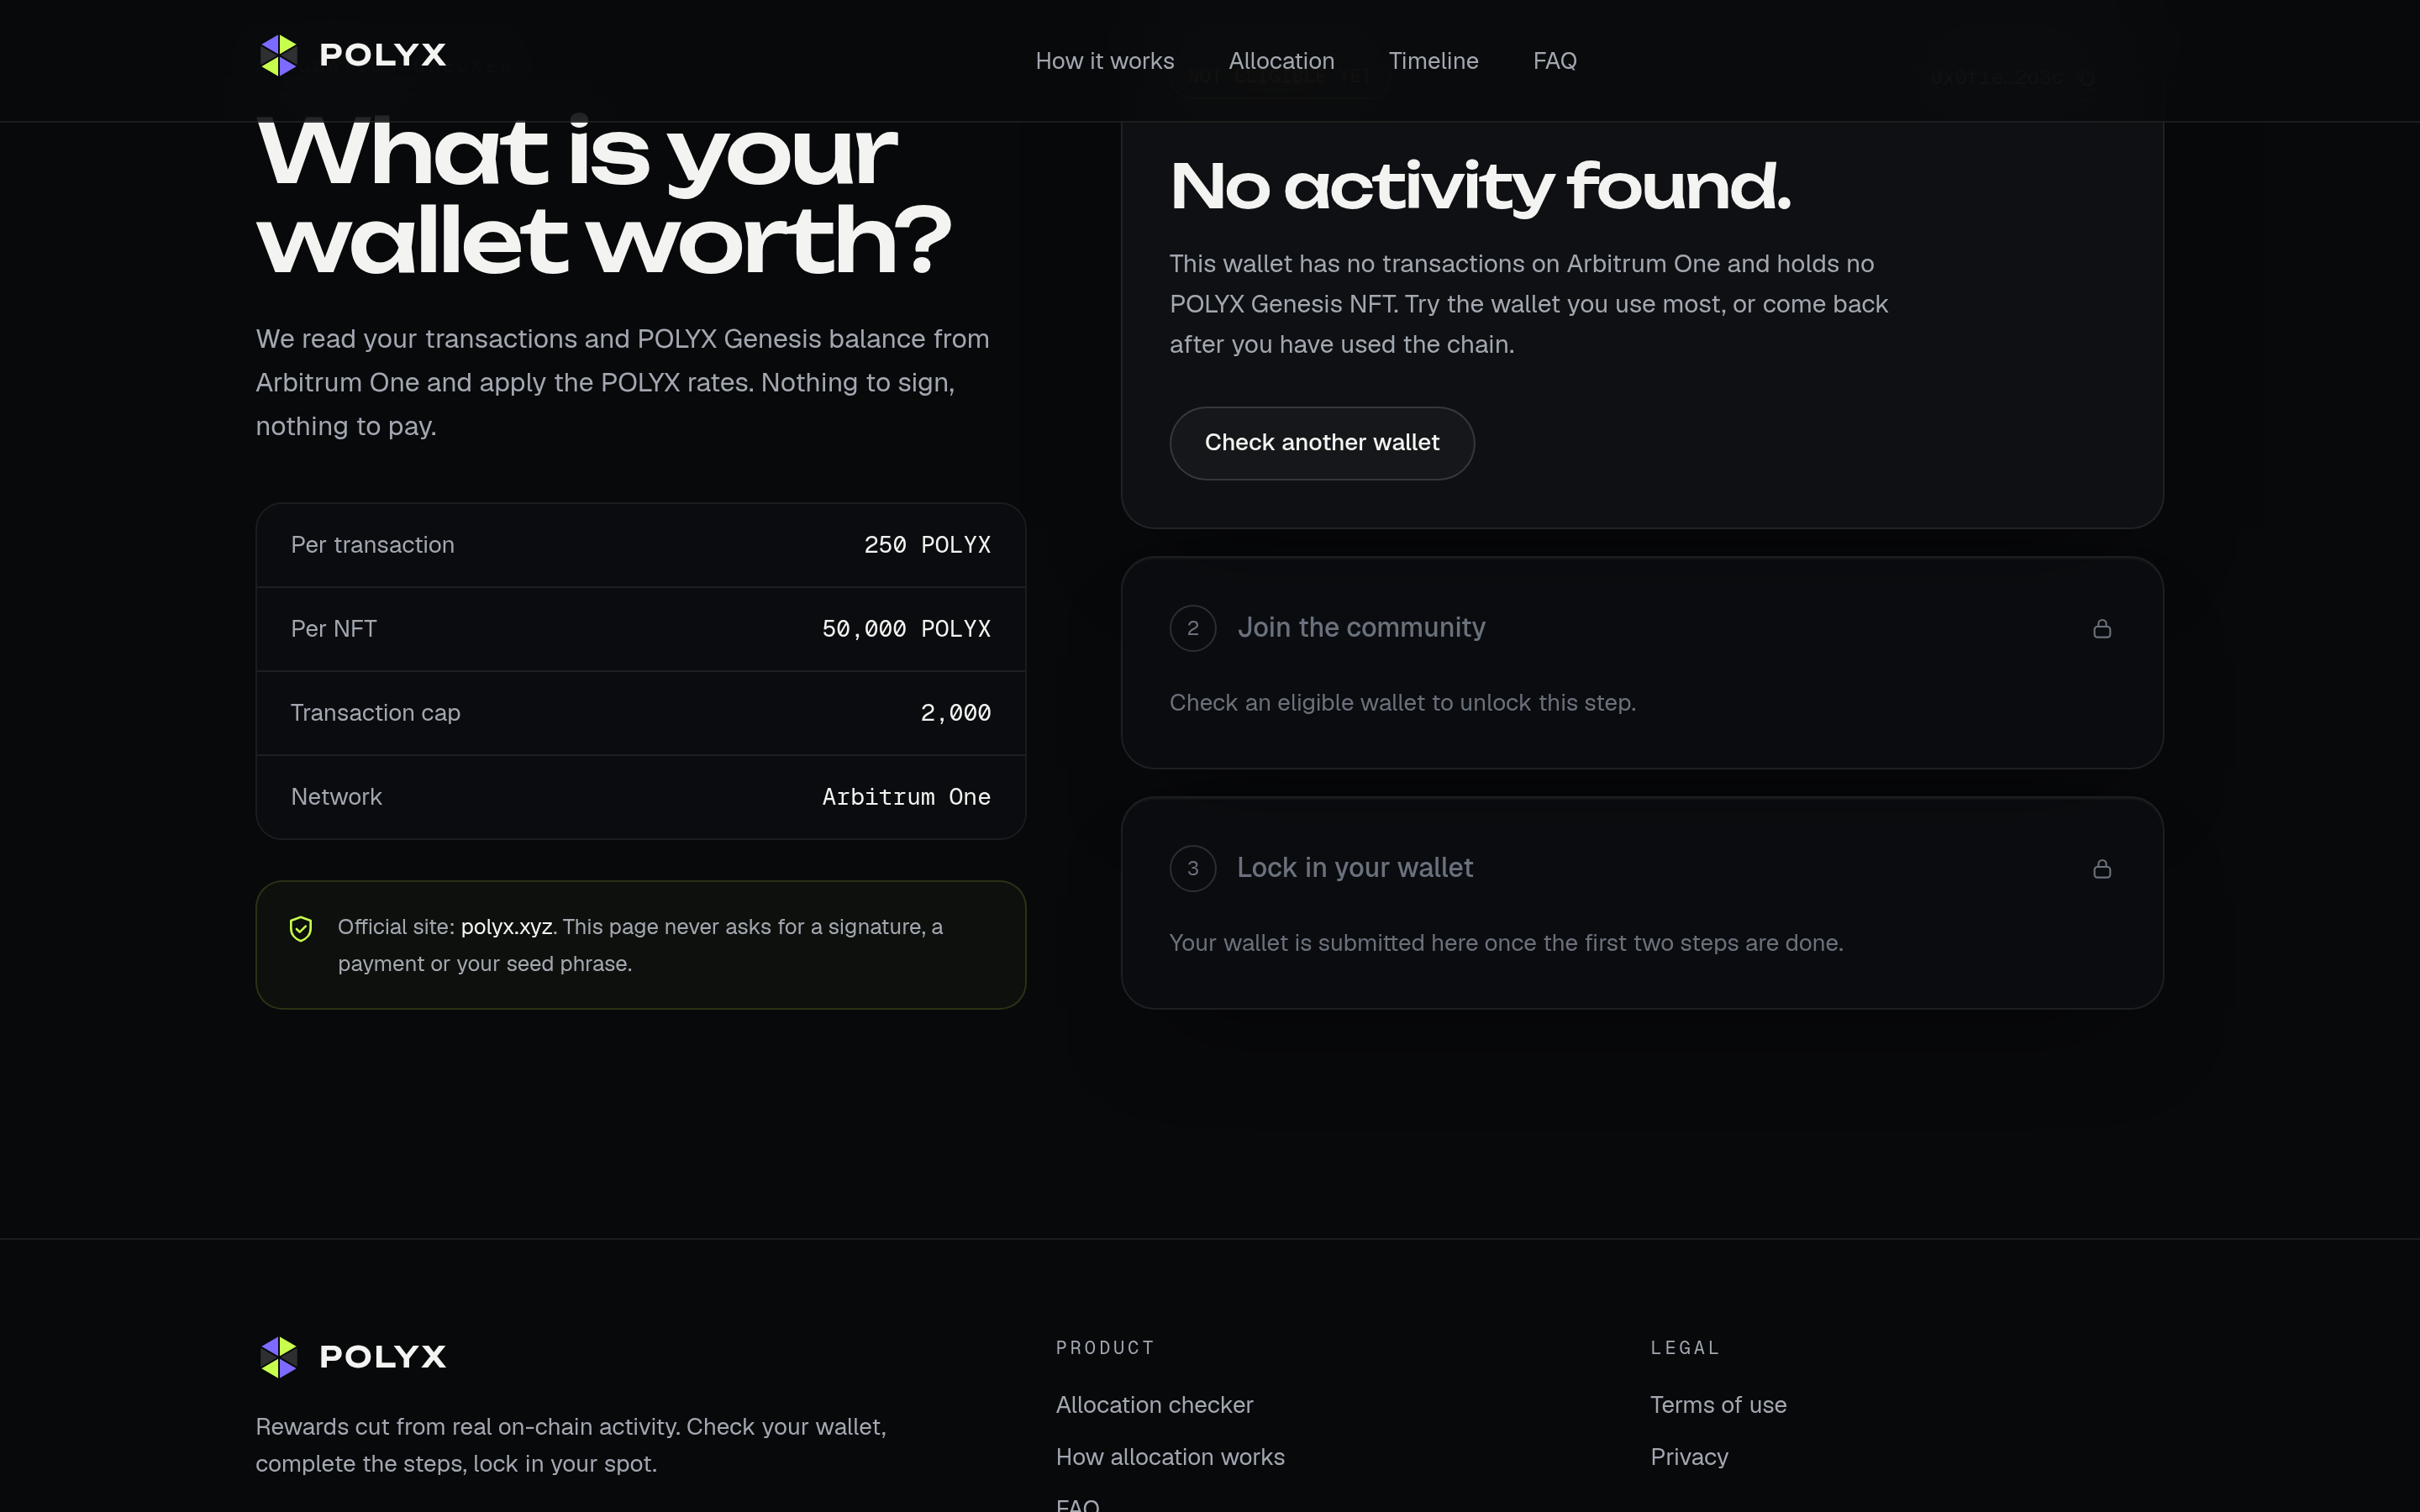 POLYX
How it works
Allocation
Timeline
FAQ
NOT ELIGIBLE YET
What is your
wallet worth?
We read your transactions and POLYX Genesis balance from
Arbitrum One and apply the POLYX rates. Nothing to sign,
nothing to pay.
Per transaction
250 POLYX
Per NFT
50,000 POLYX
Transaction cap
2,000
Network
Arbitrum One
Official site: polyx.xyz. This page never asks for a signature, a
payment or your seed phrase.
No activity found.
This wallet has no transactions on Arbitrum One and holds no
POLYX Genesis NFT. Try the wallet you use most, or come back
after you have used the chain.
Check another wallet
2
Join the community
Check an eligible wallet to unlock this step.
3
Lock in your wallet
Your wallet is submitted here once the first two steps are done.
POLYX
Rewards cut from real on-chain activity. Check your wallet,
complete the steps, lock in your spot.
PRODUCT
Allocation checker
How allocation works
FAQ
LEGAL
Terms of use
Privacy